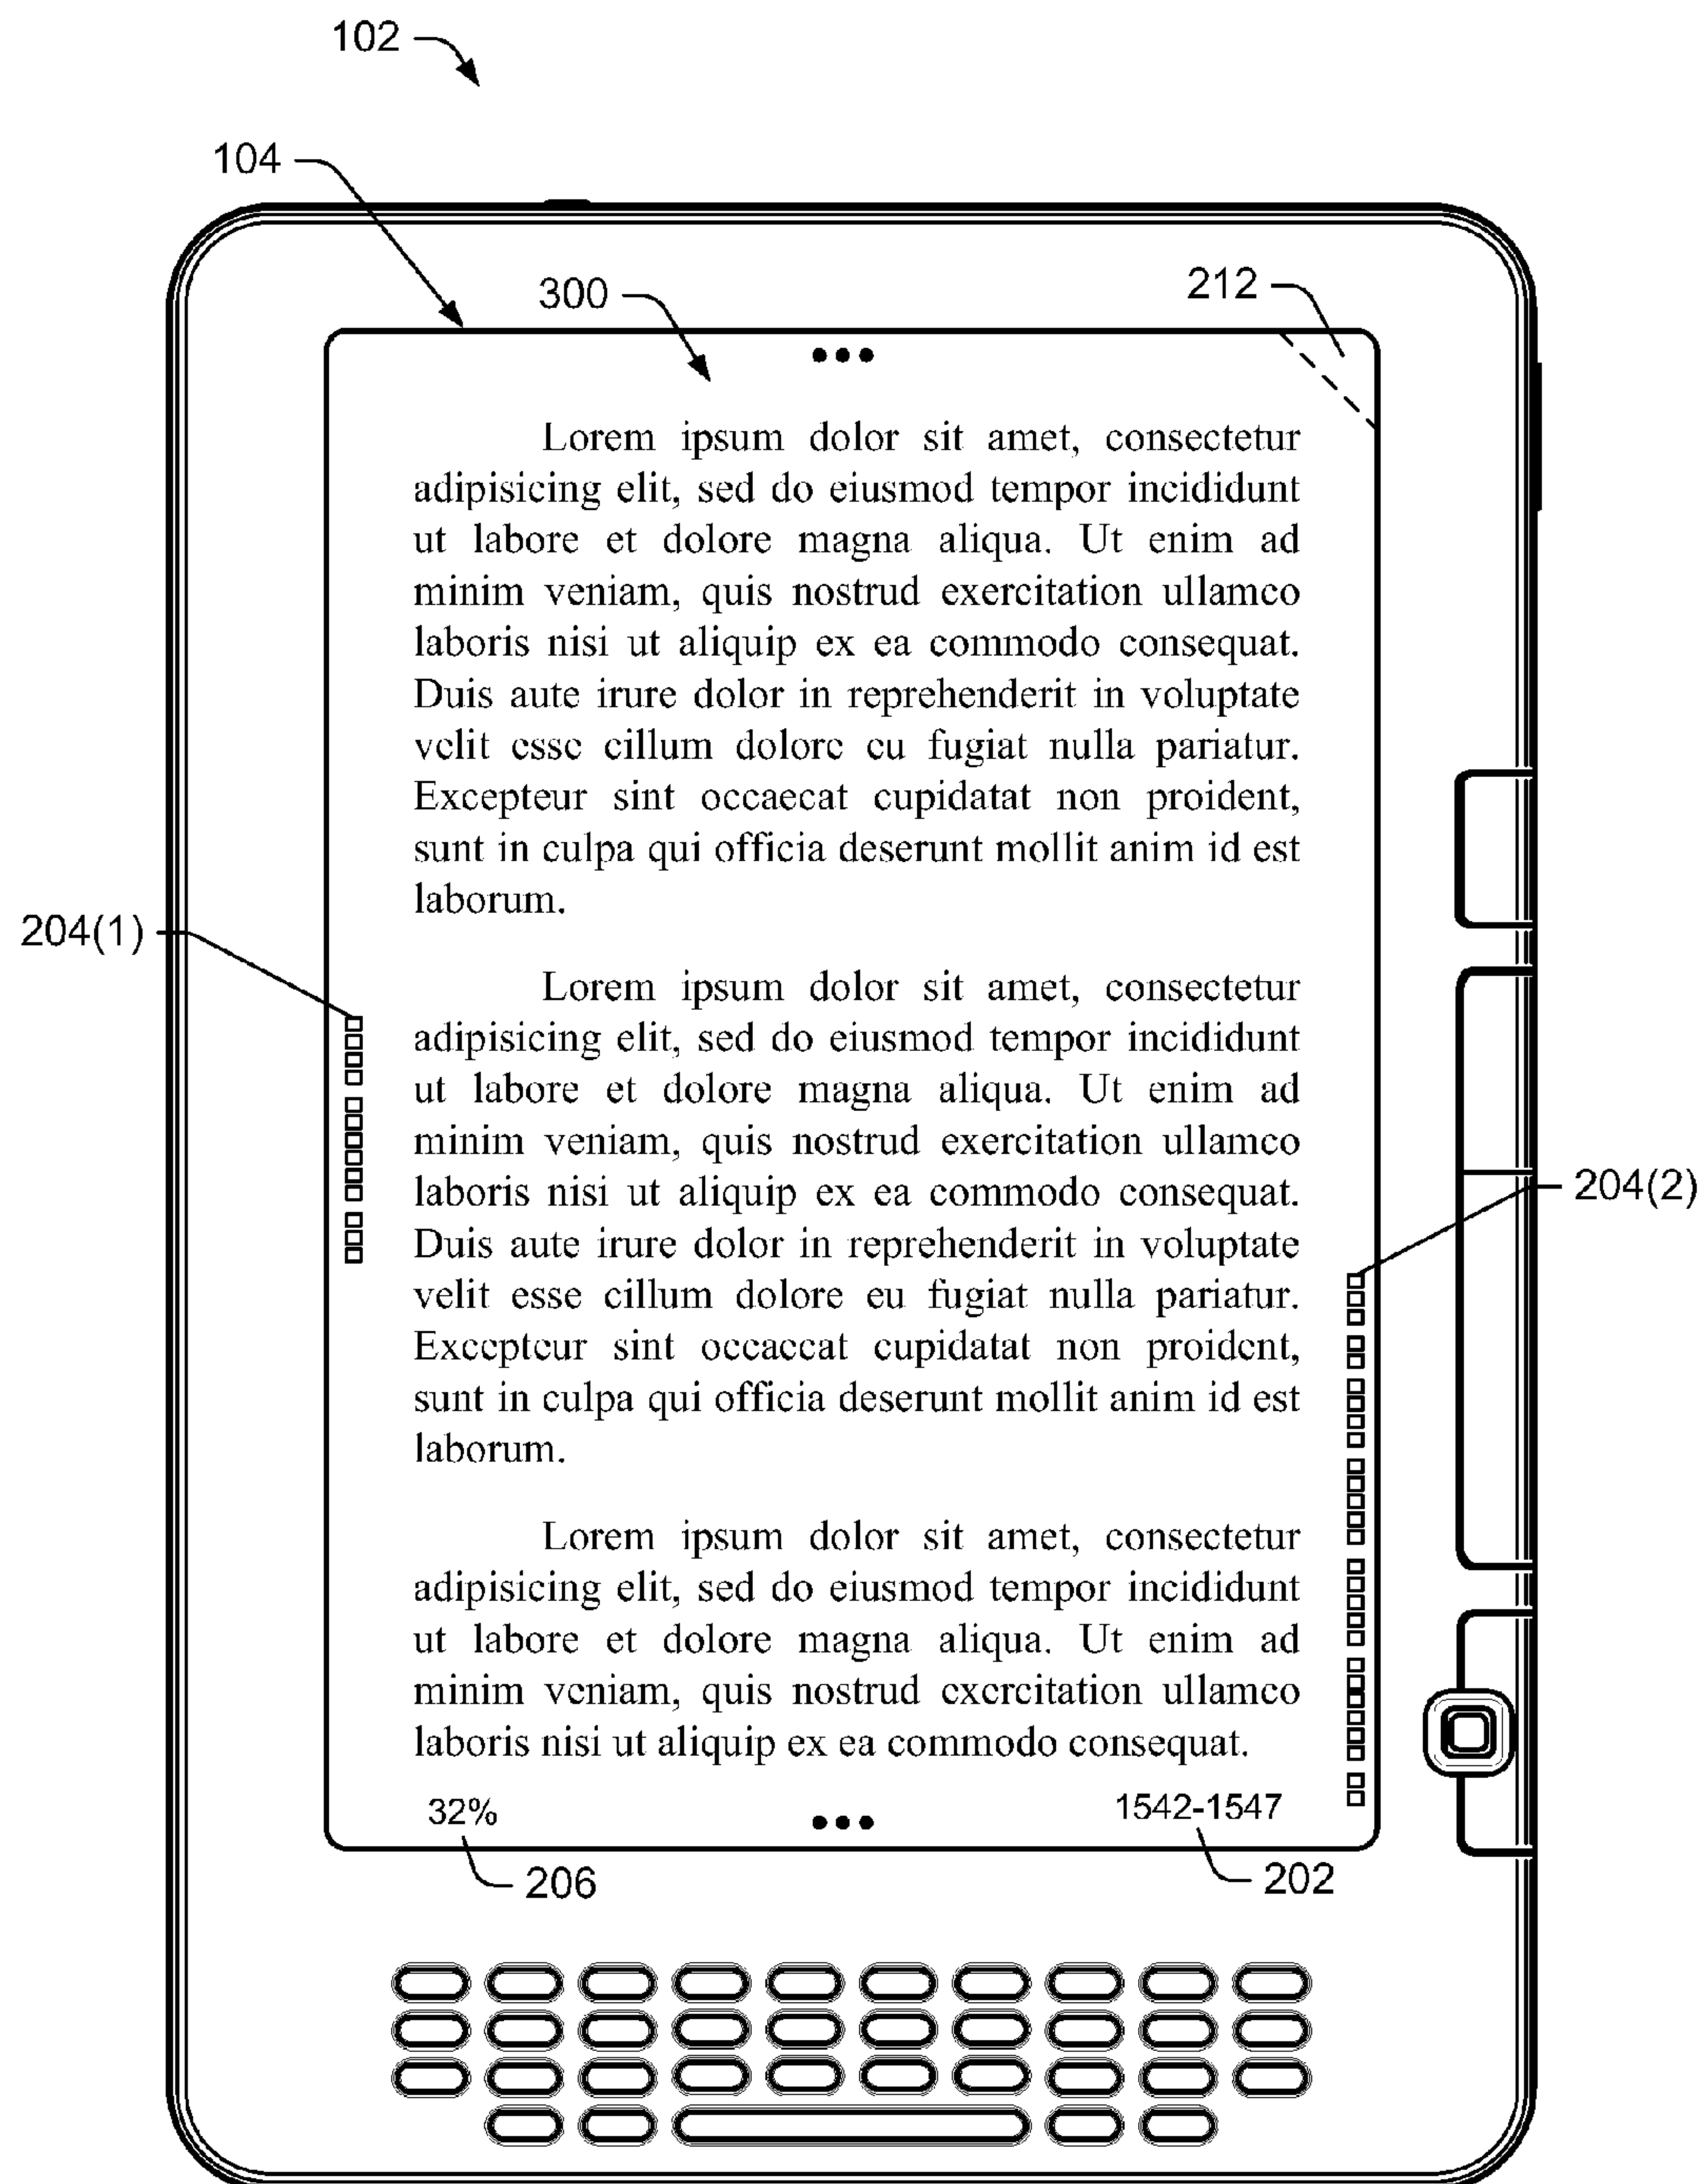 102
104
300
212
Lorem ipsum dolor sit amet, consectetur
adipisicing elit, sed do eiusmod tempor incididunt
ut labore et dolore magna aliqua. Ut enim ad
minim veniam, quis nostrud exercitation ullamco
laboris nisi ut aliquip ex ea commodo consequat.
Duis aute irure dolor in reprehenderit in voluptate
velit esse cillum dolore eu fugiat nulla pariatur.
Excepteur sint occaecat cupidatat non proident,
sunt in culpa qui officia deserunt mollit anim id est
laborum.
204(1)
Lorem ipsum dolor sit amet, consectetur
adipisicing elit, sed do eiusmod tempor incididunt
ut labore et dolore magna aliqua. Ut enim ad
minim veniam, quis nostrud exercitation ullamco
laboris nisi ut aliquip ex ea commodo consequat.
204(2)
Duis aute irure dolor in reprehenderit in voluptate
velit esse cillum dolore eu fugiat nulla pariatur.
Excepteur sint occaecat cupidatat non proident,
sunt in culpa qui officia deserunt mollit anim id est
laborum.
Lorem ipsum dolor sit amet, consectetur
adipisicing elit, sed do eiusmod tempor incididunt
ut labore et dolore magna aliqua. Ut enim ad
minim veniam, quis nostrud exercitation ullamco
laboris nisi ut aliquip ex ea commodo consequat.
32%
1542-1547
206
202